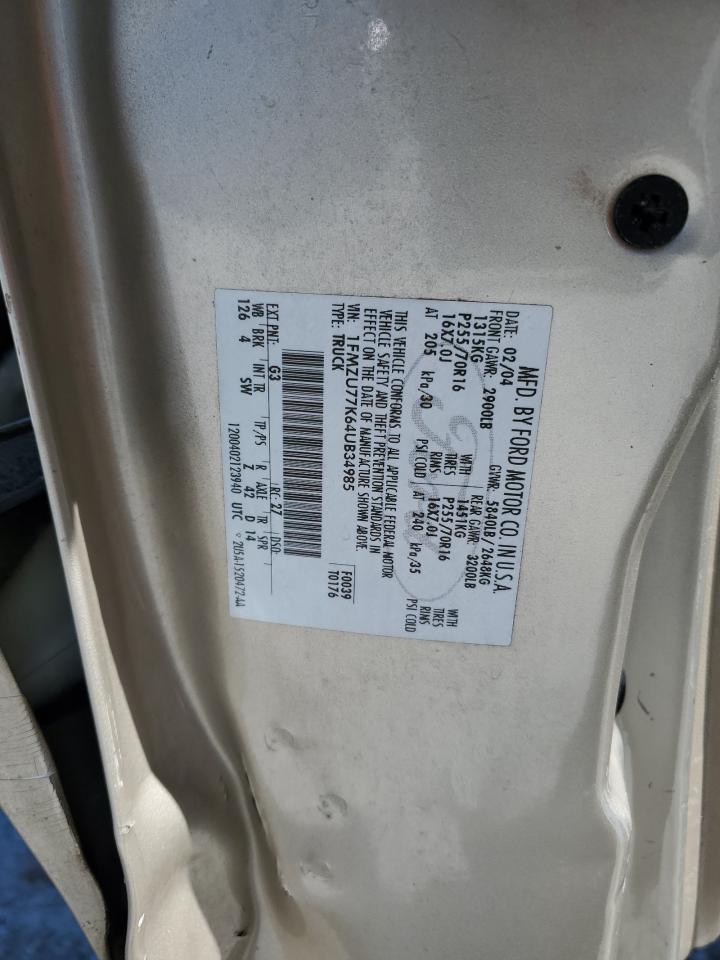 MFD. BY FORD MOTOR CO. IN U.S.A.
DATE: 02/04 GVWR: 5840LB / 2648KG
FRONT GAWR: 2900LB REAR GAWR: 3200LB
1315KG WITH 1451KG WITH
P255/70R16 TIRES P255/70R16 TIRES
16X7.0J RIMS 16X7.0J RIMS
AT 205 kPa/30 PSI COLD AT 240 kPa/35 PSI COLD
THIS VEHICLE CONFORMS TO ALL APPLICABLE FEDERAL MOTOR
VEHICLE SAFETY AND THEFT PREVENTION STANDARDS IN
EFFECT ON THE DATE OF MANUFACTURE SHOWN ABOVE.
VIN: 1FMZU77K64UB34985 F0039
TYPE: TRUCK T0176
EXT PNT: G3 RC: 27 DSO:
WB BRK INT TR TP/PS R AXLE TR SPR
126 4 SW Z 42 D 14
1200402123940 UTC 2U5A-1520472-AA